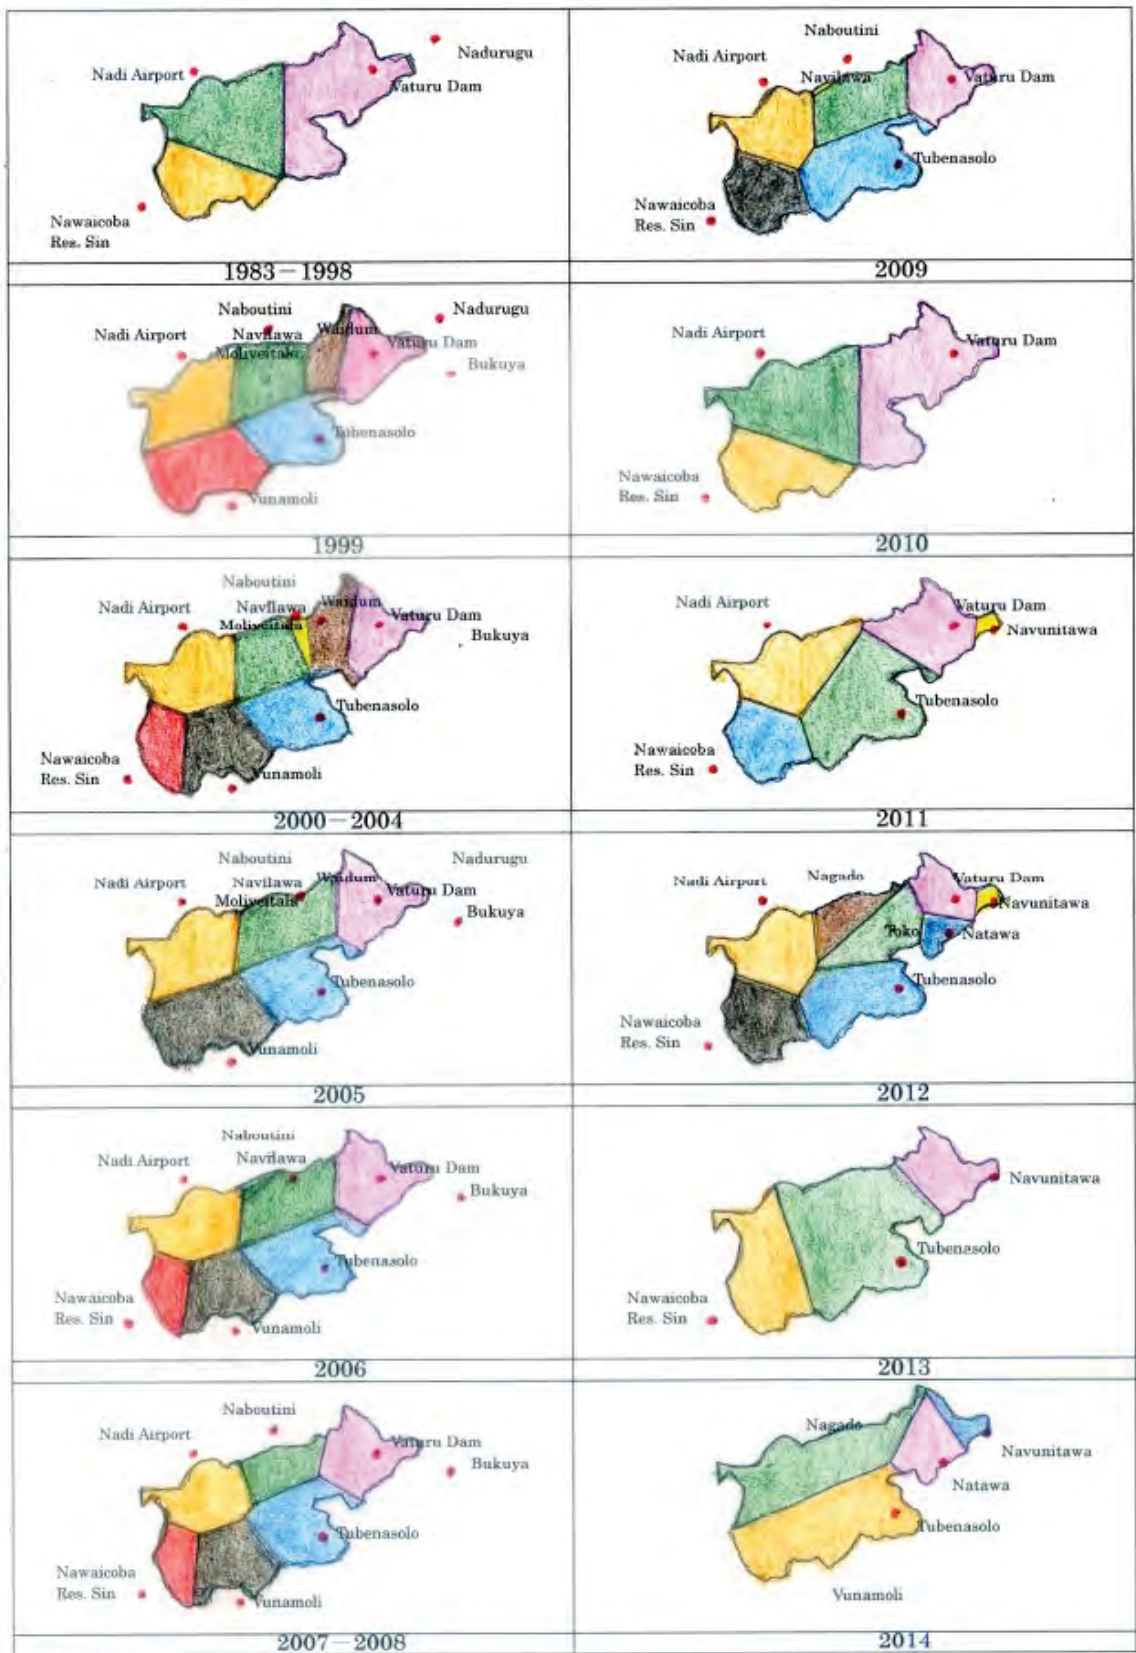 Nadi Airport
Nadurugu
Vaturu Dam
Nawaicoba
Res. Sin
1983－1998
Naboutini
Nadi Airport
Navilawa
Vaturu Dam
Tubenasolo
Nawaicoba
Res. Sin
2009
Naboutini
Nadurugu
Nadi Airport
Navilawa
Waidum
Moliveitala
Vaturu Dam
Bukuya
Tubenasolo
Vunamoli
1999
Nadi Airport
Vaturu Dam
Nawaicoba
Res. Sin
2010
Naboutini
Nadi Airport
Navilawa
Waidum
Moliveitala
Vaturu Dam
Bukuya
Tubenasolo
Nawaicoba
Res. Sin
Vunamoli
2000－2004
Nadi Airport
Vaturu Dam
Navunitawa
Tubenasolo
Nawaicoba
Res. Sin
2011
Naboutini
Nadurugu
Nadi Airport
Navilawa
Waidum
Moliveitala
Vaturu Dam
Bukuya
Tubenasolo
Vunamoli
2005
Nadi Airport
Nagado
Vaturu Dam
Navunitawa
Toko
Natawa
Tubenasolo
Nawaicoba
Res. Sin
2012
Naboutini
Nadi Airport
Navilawa
Vaturu Dam
Bukuya
Tubenasolo
Nawaicoba
Res. Sin
Vunamoli
2006
Navunitawa
Tubenasolo
Nawaicoba
Res. Sin
2013
Naboutini
Nadi Airport
Vaturu Dam
Bukuya
Tubenasolo
Nawaicoba
Res. Sin
Vunamoli
2007－2008
Nagado
Navunitawa
Natawa
Tubenasolo
Vunamoli
2014